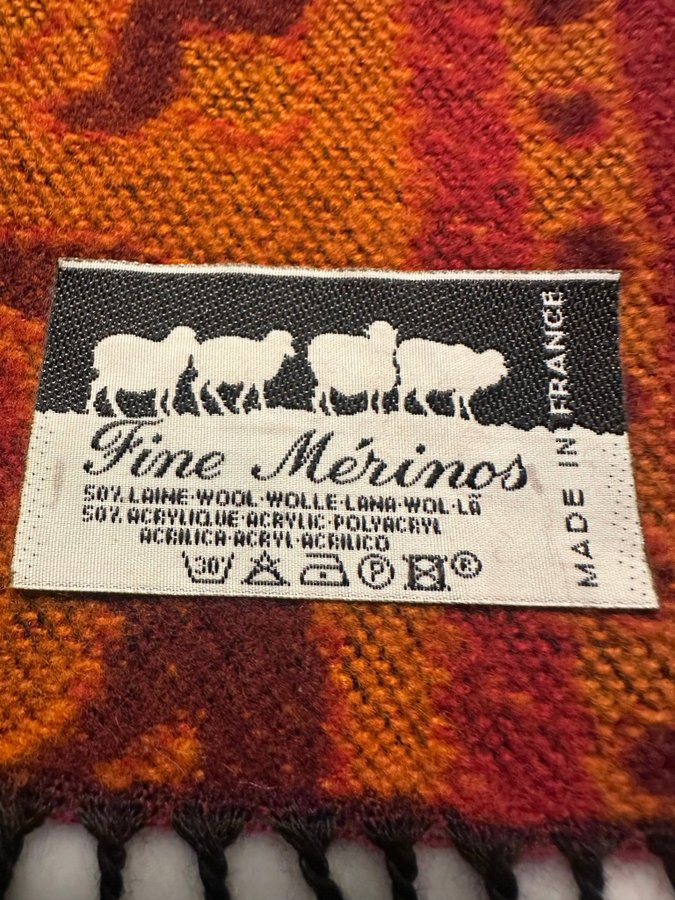 Fine Mérinos
50% LAINE·WOOL·WOLLE·LANA·WOL·LÃ
50% ACRYLIQUE·ACRYLIC·POLYACRYL
ACRILICA·ACRYL·ACRILICO
30° P ®
MADE IN FRANCE